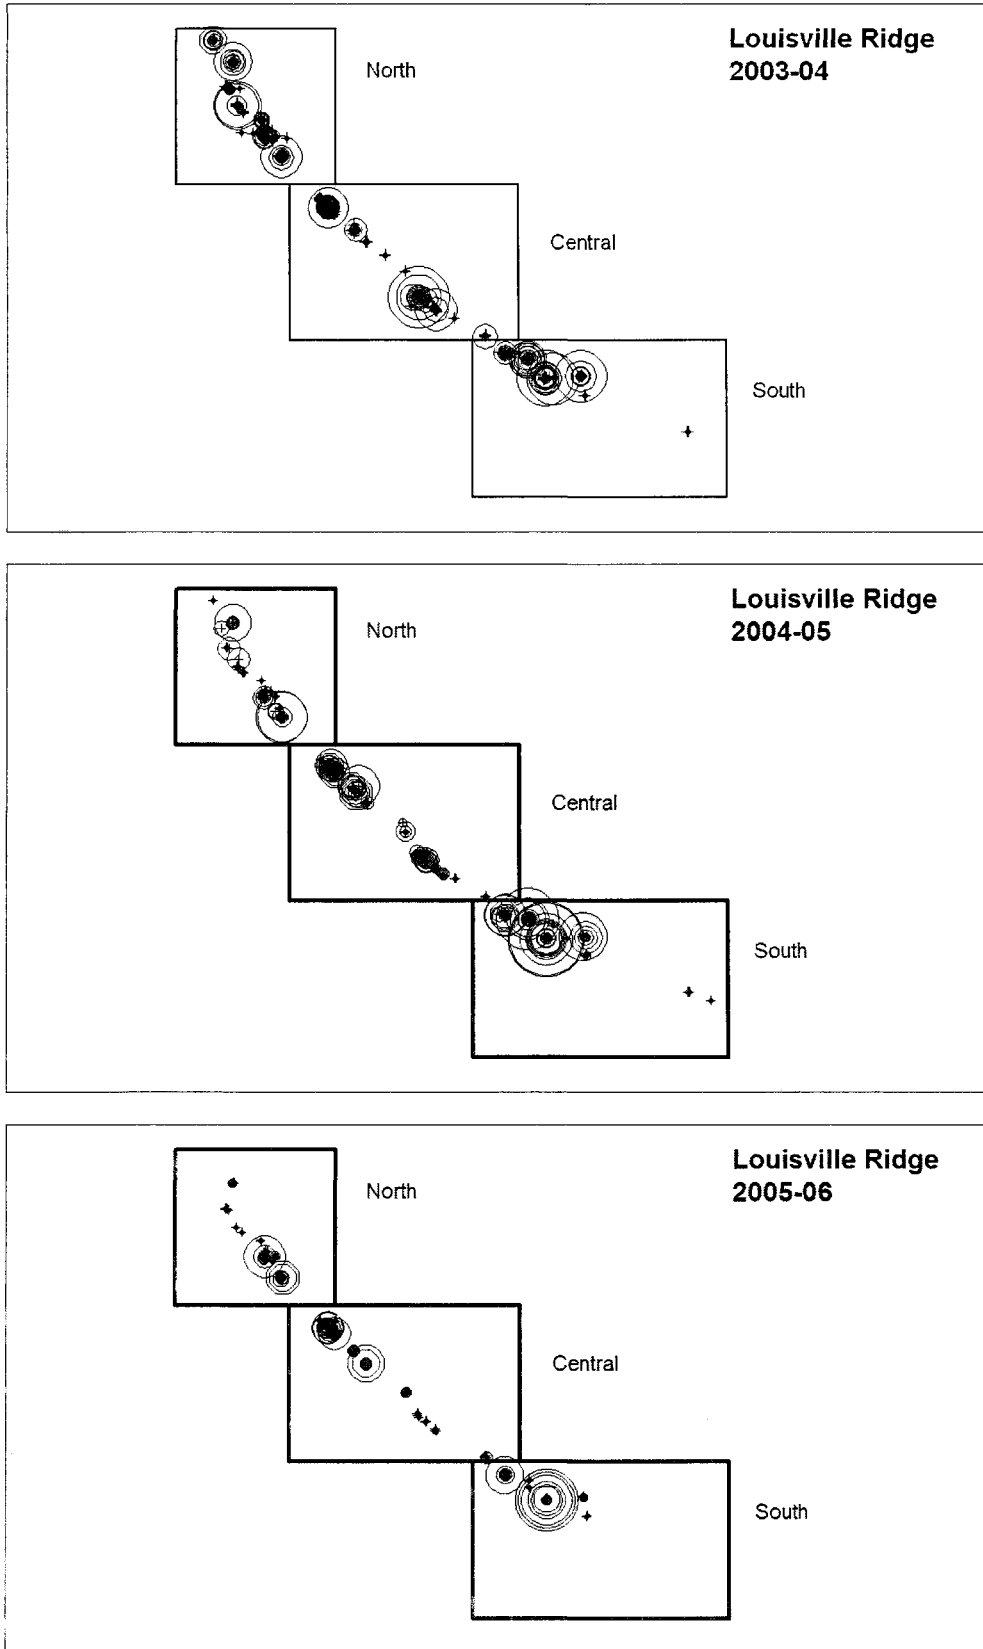 Louisville Ridge
2003-04
North
Central
South
Louisville Ridge
2004-05
North
Central
South
Louisville Ridge
2005-06
North
Central
South